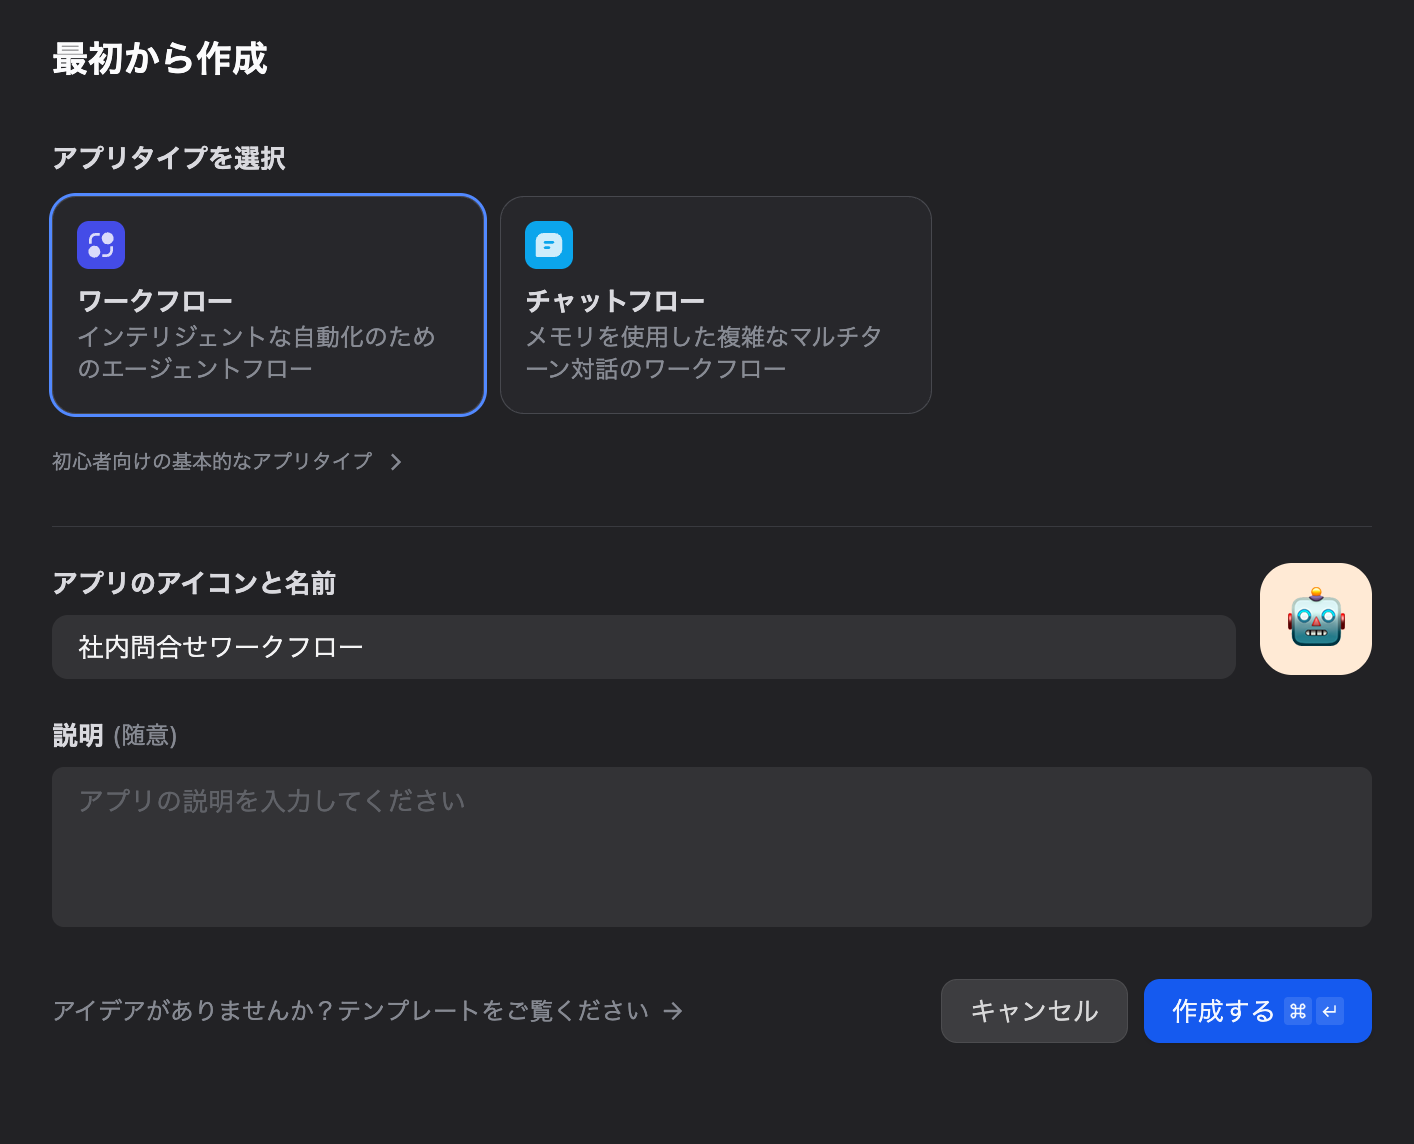 最初から作成
アプリタイプを選択
ワークフロー
インテリジェントな自動化のため
のエージェントフロー
チャットフロー
メモリを使用した複雑なマルチタ
ーン対話のワークフロー
初心者向けの基本的なアプリタイプ
アプリのアイコンと名前
社内問合せワークフロー
説明 (随意)
アプリの説明を入力してください
アイデアがありませんか？テンプレートをご覧ください →
キャンセル
作成する ⌘ ↵